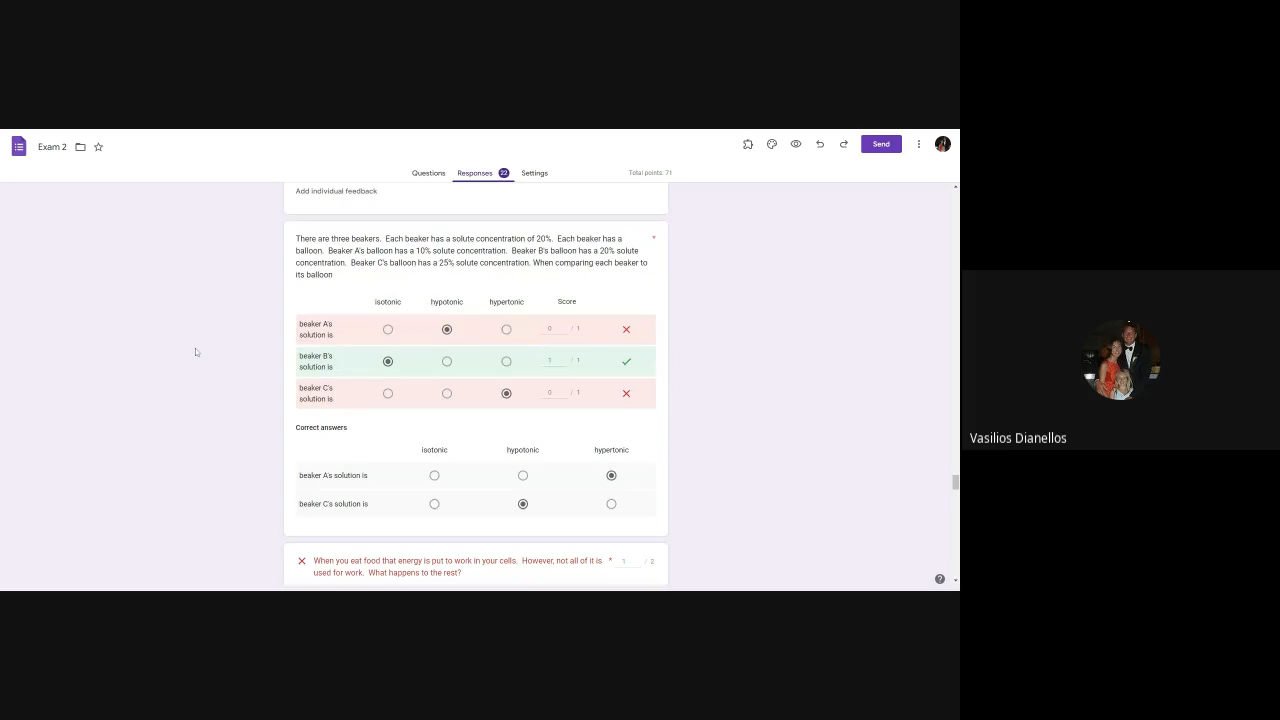 Exam 2
Send
Questions Responses 22 Settings Total points: 71
Add individual feedback
There are three beakers. Each beaker has a solute concentration of 20%. Each beaker has a *
balloon. Beaker A's balloon has a 10% solute concentration. Beaker B's balloon has a 20% solute
concentration. Beaker C's balloon has a 25% solute concentration. When comparing each beaker to
its balloon
isotonic hypotonic hypertonic Score
beaker A's
solution is
0 / 1
beaker B's
solution is
1 / 1
beaker C's
solution is
0 / 1
Correct answers
isotonic hypotonic hypertonic
beaker A's solution is
beaker C's solution is
When you eat food that energy is put to work in your cells. However, not all of it is * 1 / 2
used for work. What happens to the rest?
Vasilios Dianellos